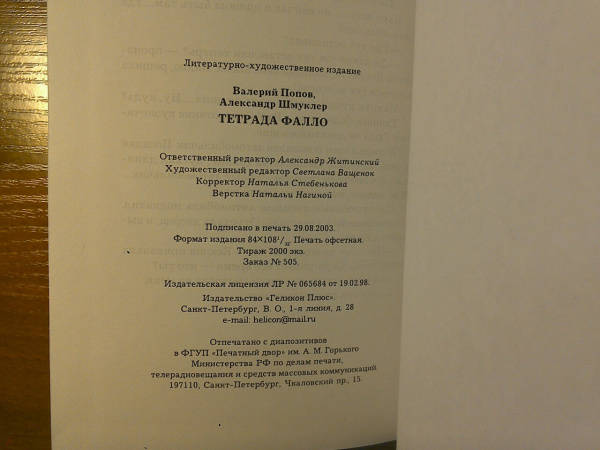 Литературно-художественное издание
Валерий Попов,
Александр Шмуклер
ТЕТРАДА ФАЛЛО
Ответственный редактор Александр Житинский
Художественный редактор Светлана Ващенок
Корректор Наталья Стебенькова
Верстка Натальи Нагиной
Подписано в печать 29.08.2003.
Формат издания 84×108 1/32 Печать офсетная.
Тираж 2000 экз.
Заказ № 505.
Издательская лицензия ЛР № 065684 от 19.02.98.
Издательство «Геликон Плюс».
Санкт-Петербург, В. О., 1-я линия, д. 28
e-mail: helicon@mail.ru
Отпечатано с диапозитивов
в ФГУП «Печатный двор» им. А. М. Горького
Министерства РФ по делам печати,
телерадиовещания и средств массовых коммуникаций.
197110, Санкт-Петербург, Чкаловский пр., 15.